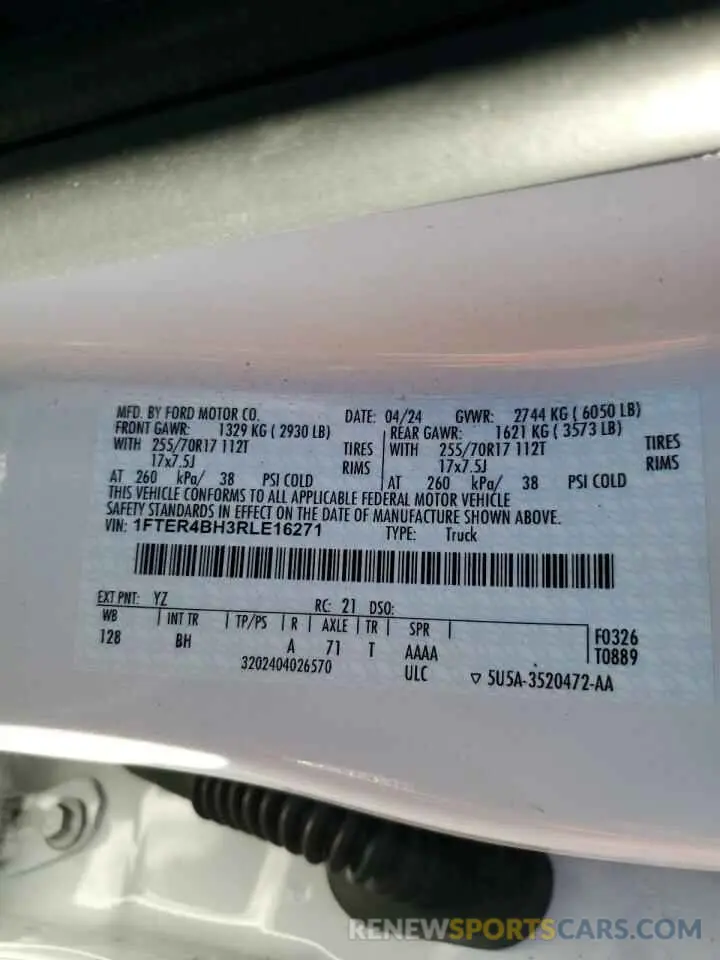 MFD. BY FORD MOTOR CO. DATE: 04/24 GVWR: 2744 KG ( 6050 LB)
FRONT GAWR: 1329 KG ( 2930 LB) REAR GAWR: 1621 KG ( 3573 LB)
WITH 255/70R17 112T TIRES WITH 255/70R17 112T TIRES
17x7.5J RIMS 17x7.5J RIMS
AT 260 kPa/ 38 PSI COLD AT 260 kPa/ 38 PSI COLD
THIS VEHICLE CONFORMS TO ALL APPLICABLE FEDERAL MOTOR VEHICLE
SAFETY STANDARDS IN EFFECT ON THE DATE OF MANUFACTURE SHOWN ABOVE.
VIN: 1FTER4BH3RLE16271 TYPE: Truck
EXT PNT: YZ RC: 21 DSO:
WB INT TR TP/PS R AXLE TR SPR F0326
128 BH A 71 T AAAA T0889
3202404026570 ULC ▽ 5U5A-3520472-AA
RENEWSPORTSCARS.COM